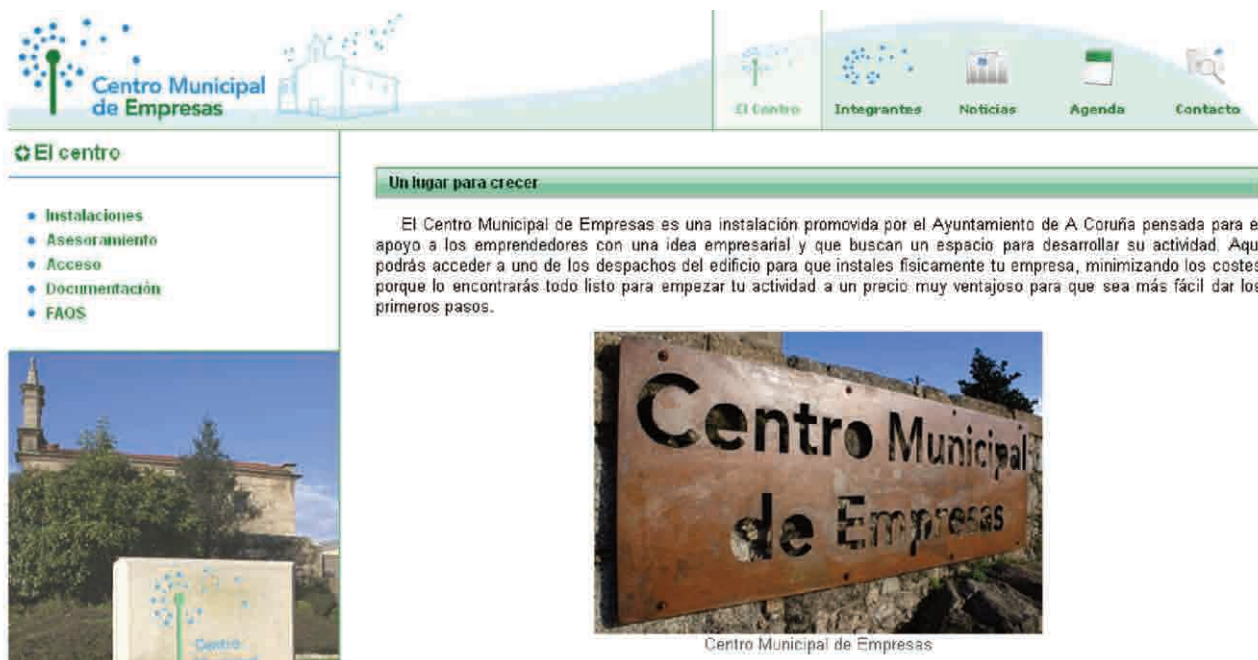 Centro Municipal
de Empresas
El Centro
Integrantes
Noticias
Agenda
Contacto
El centro
Instalaciones
Asesoramiento
Acceso
Documentación
FAQS
Un lugar para crecer
El Centro Municipal de Empresas es una instalación promovida por el Ayuntamiento de A Coruña pensada para e
apoyo a los emprendedores con una idea empresarial y que buscan un espacio para desarrollar su actividad. Aqu
podrás acceder a uno de los despachos del edificio para que instales físicamente tu empresa, minimizando los costes
porque lo encontrarás todo listo para empezar tu actividad a un precio muy ventajoso para que sea más fácil dar los
primeros pasos.
Centro Municipal
de Empresas
Centro Municipal de Empresas
Centro